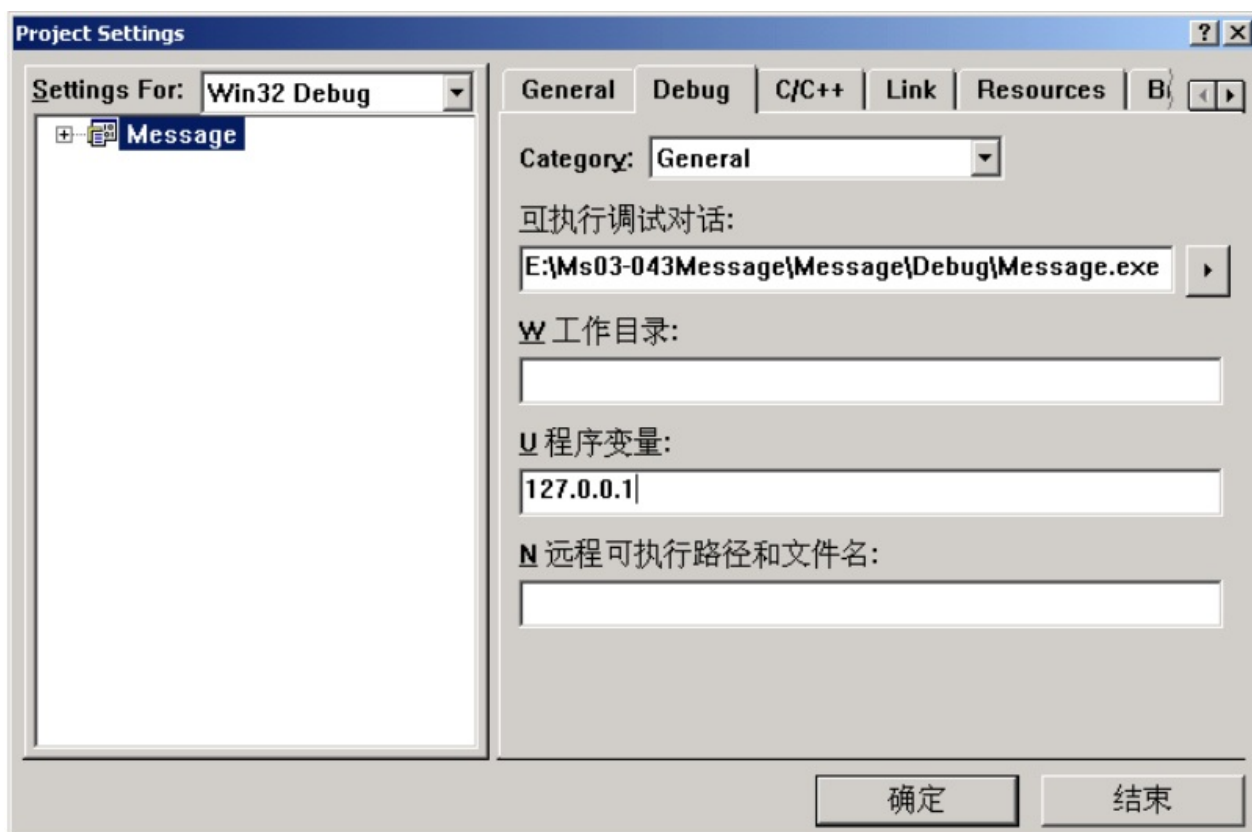 Project Settings
Settings For: Win32 Debug
Message
General Debug C/C++ Link Resources
Category: General
可执行调试对话:
E:\Ms03-043Message\Message\Debug\Message.exe
W 工作目录:
U 程序变量:
127.0.0.1
N 远程可执行路径和文件名:
确定 结束